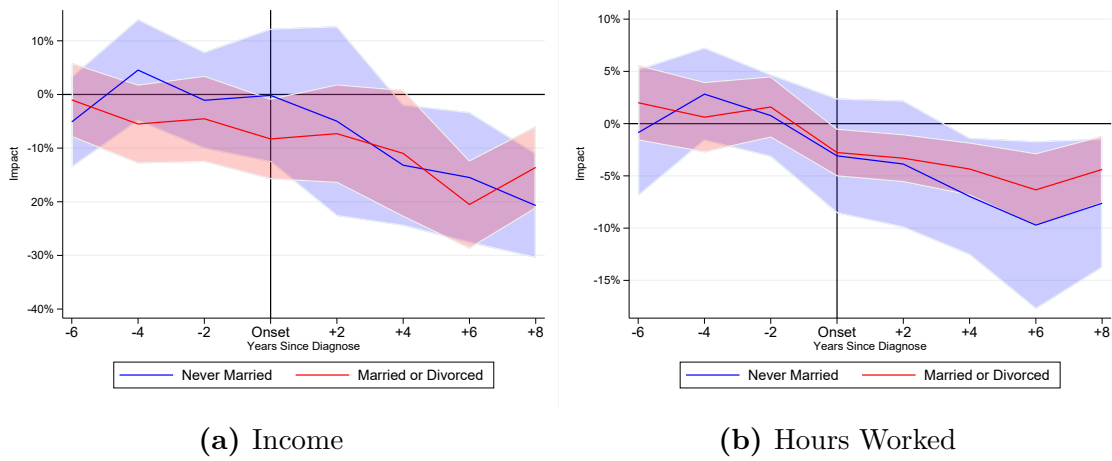 10%
0%
-10%
20%
-30%
-40%
Impact
-6 -4 -2 Onset +2 +4 +6 +8
Years Since Diagnose
Never Married Married or Divorced
(a) Income
10%
5%
0%
-5%
-10%
-15%
Impact
-6 -4 -2 Onset +2 +4 +6 +8
Years Since Diagnose
Never Married Married or Divorced
(b) Hours Worked